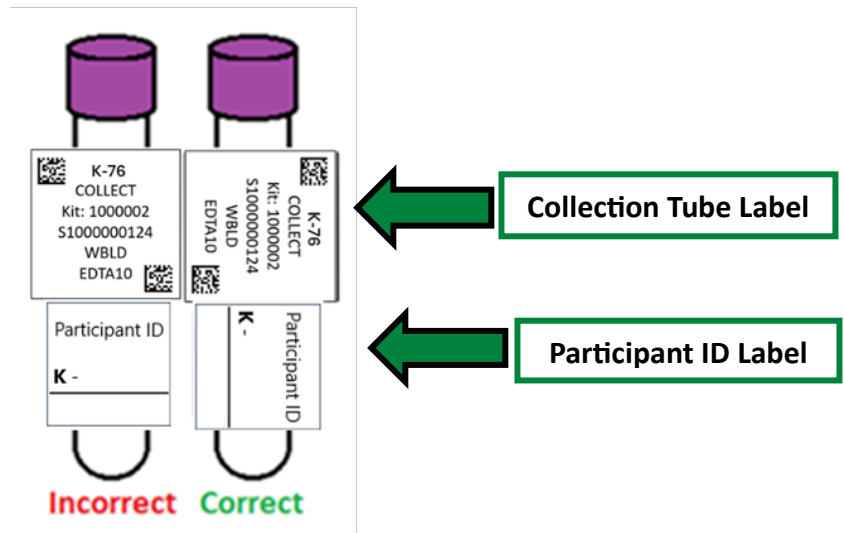 K-76
COLLECT
Kit: 1000002
S1000000124
WBLD
EDTA10
Participant ID
K -
Incorrect
K-76
COLLECT
Kit: 1000002
S1000000124
WBLD
EDTA10
Participant ID
K -
Correct
Collection Tube Label
Participant ID Label